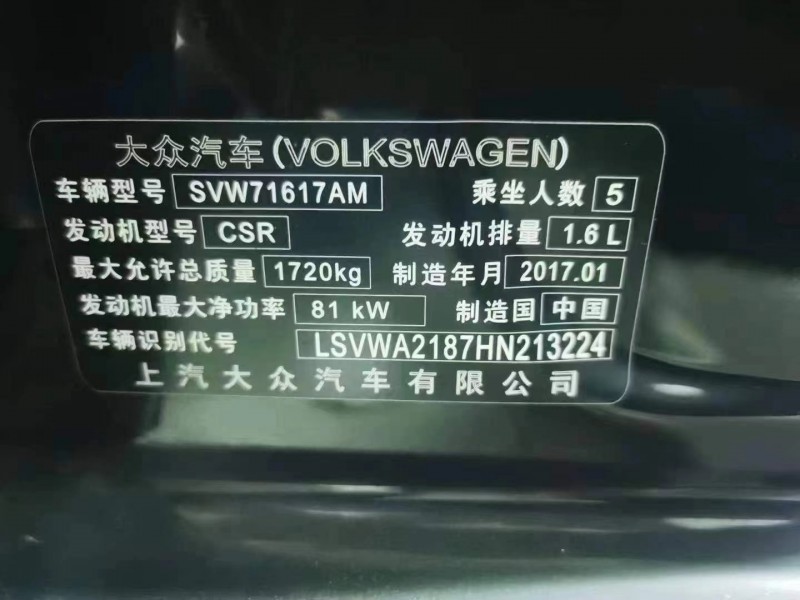 大众汽车(VOLKSWAGEN)
车辆型号 SVW71617AM 乘坐人数 5
发动机型号 CSR 发动机排量 1.6 L
最大允许总质量 1720kg 制造年月 2017.01
发动机最大净功率 81 kW 制造国 中国
车辆识别代号 LSVWA2187HN213224
上汽大众汽车有限公司